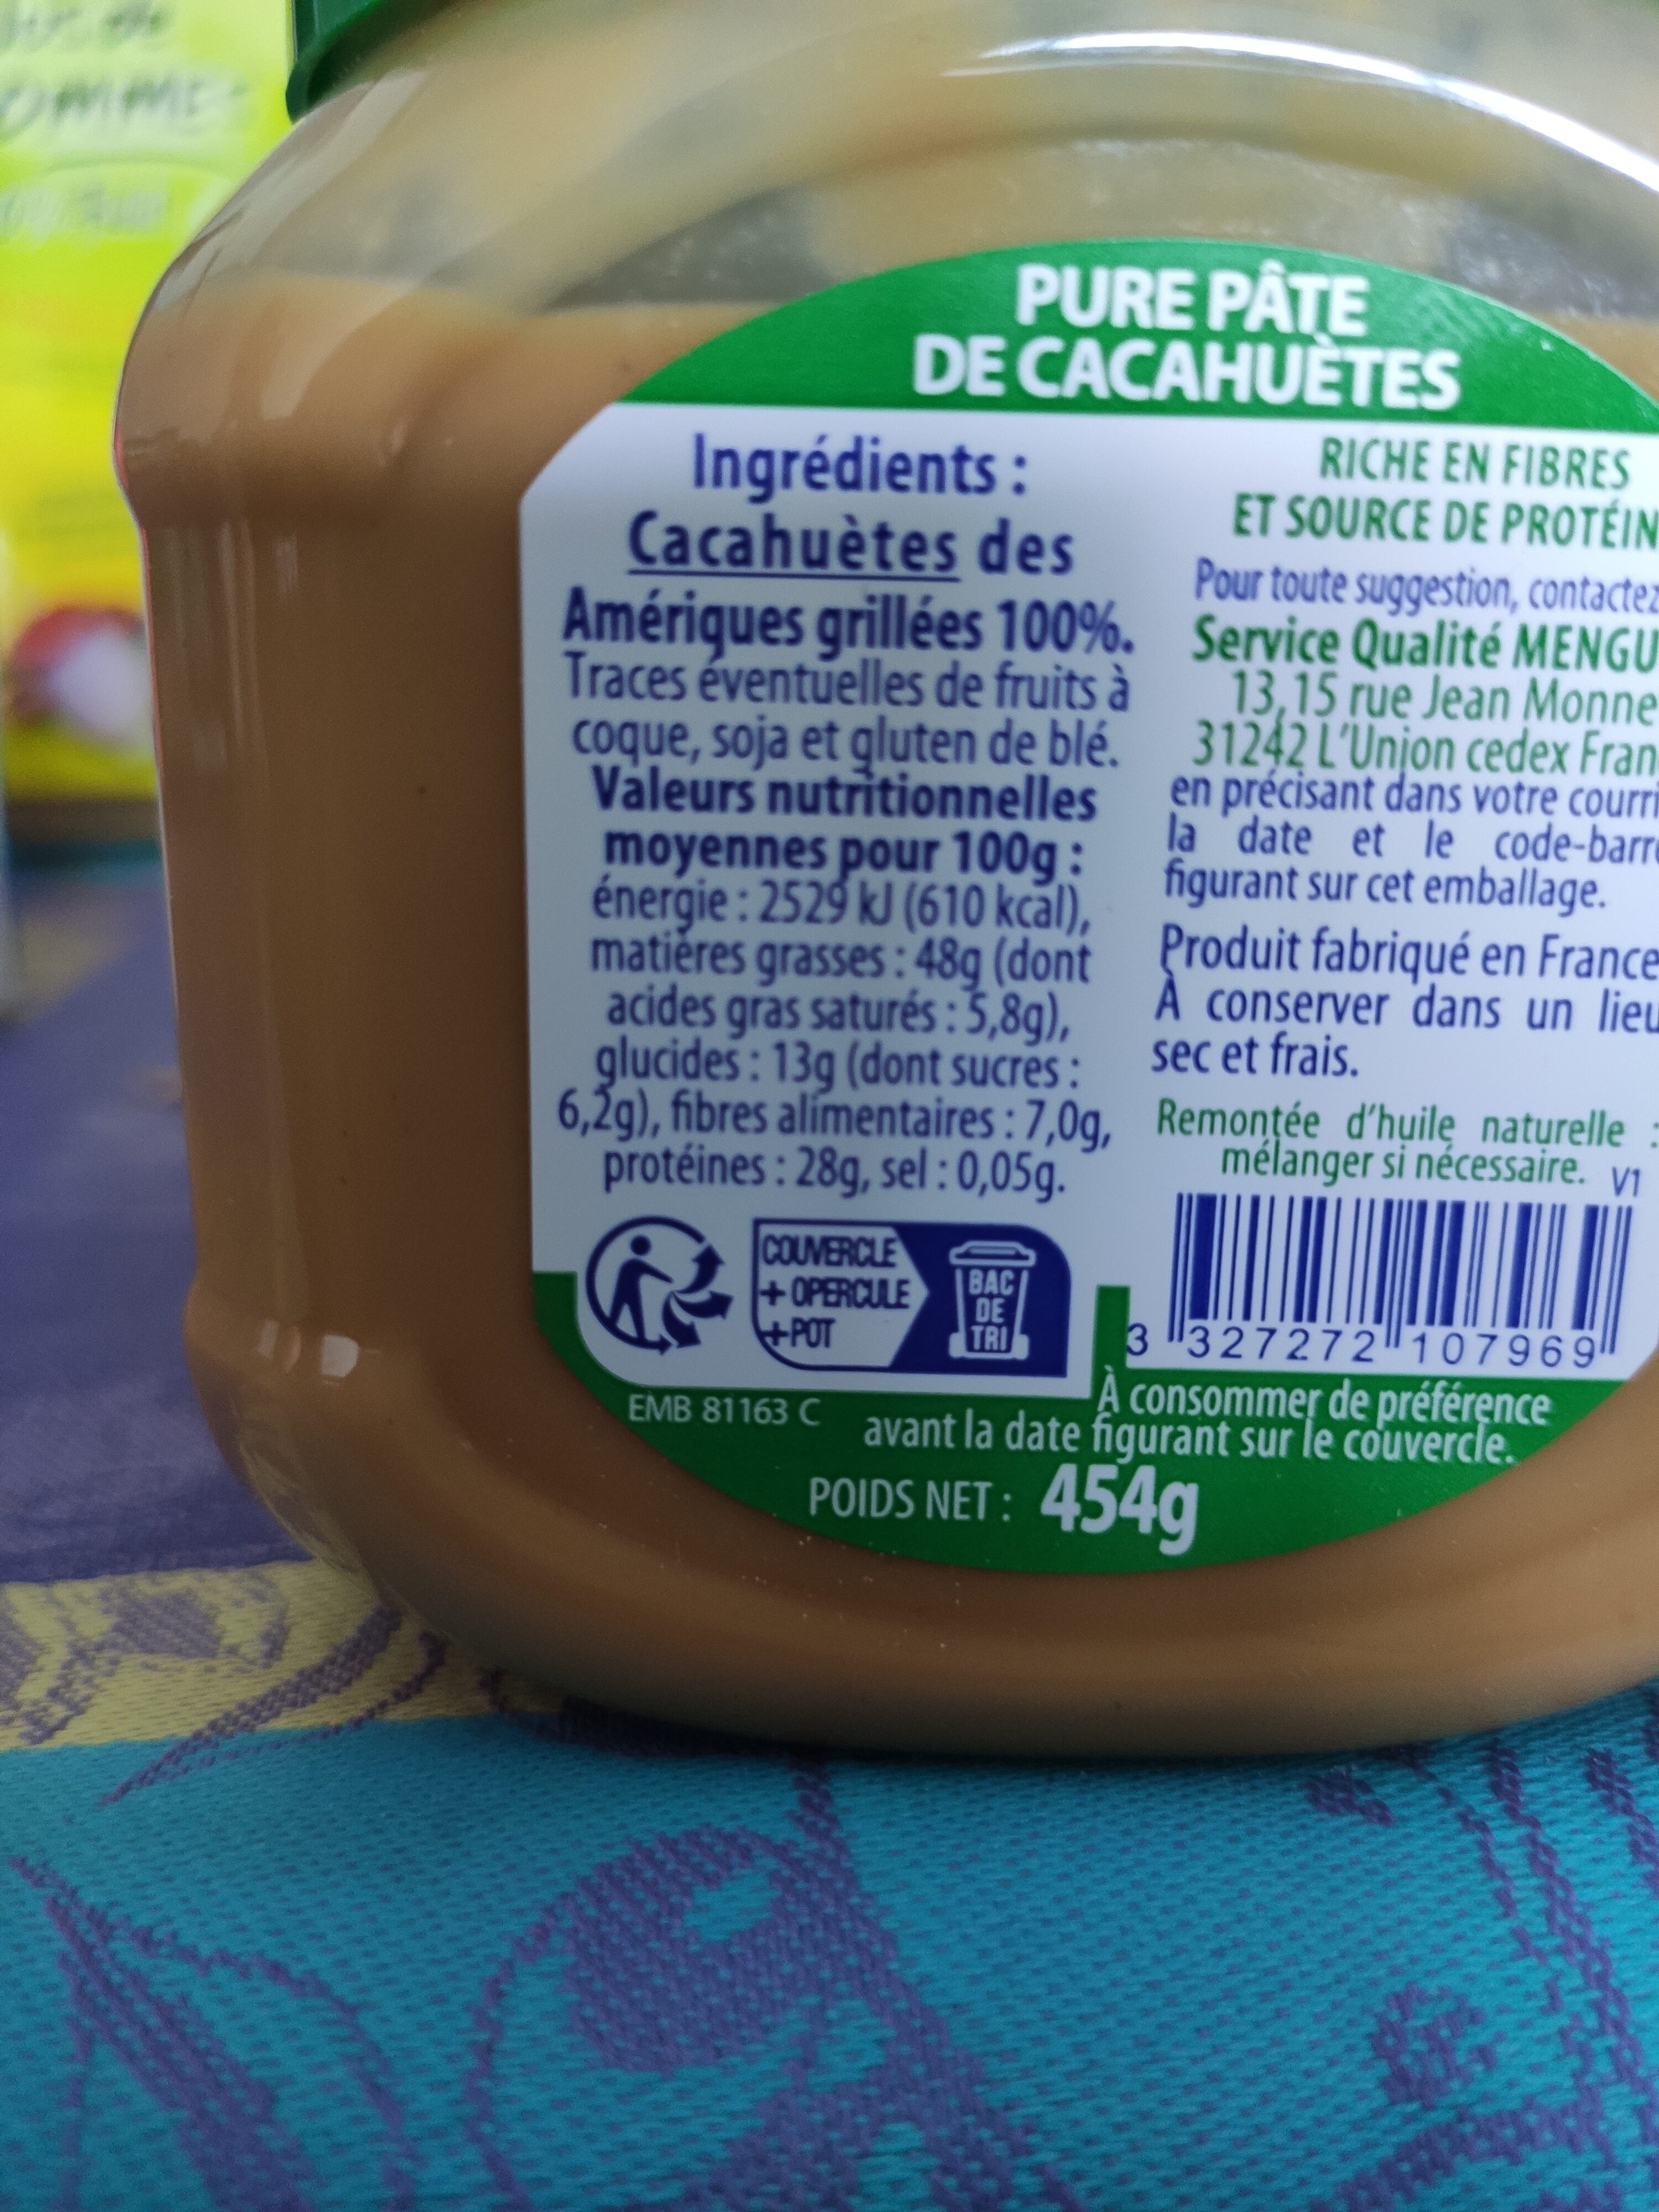 PURE PÂTE
DE CACAHUÈTES
Ingrédients :
Cacahuètes des
Amériques grillées 100%.
Traces éventuelles de fruits à
coque, soja et gluten de blé.
Valeurs nutritionnelles
moyennes pour 100g :
énergie : 2529 kJ (610 kcal),
matières grasses : 48g (dont
acides gras saturés : 5,8g),
glucides : 13g (dont sucres :
6,2g), fibres alimentaires : 7,0g,
protéines : 28g, sel : 0,05g.
COUVERCLE
+ OPERCULE
+ POT
BAC
DE
TRI
EMB 81163 C
RICHE EN FIBRES
ET SOURCE DE PROTÉIN
Pour toute suggestion, contactez
Service Qualité MENGU
13,15 rue Jean Monne
31242 L'Union cedex Fran
en précisant dans votre courri
la date et le code-barre
figurant sur cet emballage.
Produit fabriqué en France
À conserver dans un lieu
sec et frais.
Remontée d'huile naturelle :
mélanger si nécessaire. V1
3 327272 107969
À consommer de préférence
avant la date figurant sur le couvercle.
POIDS NET : 454g